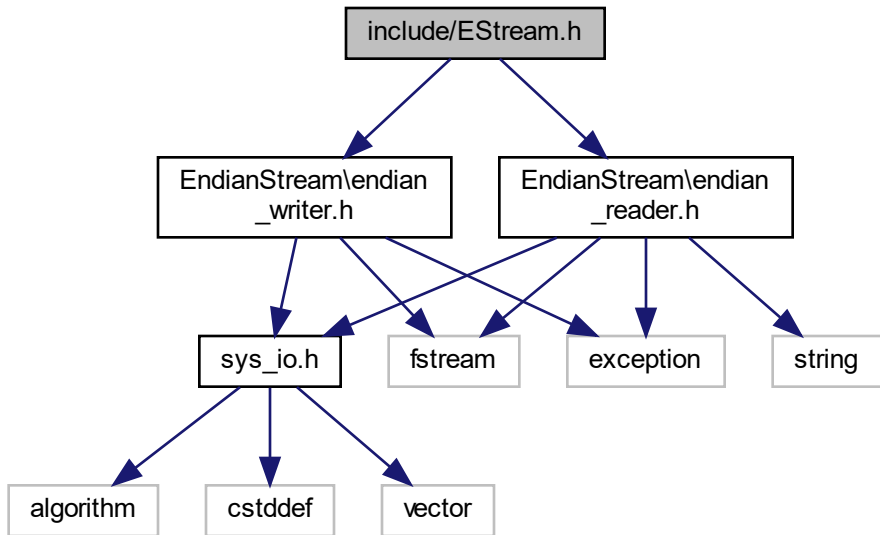 include/EStream.h
EndianStream\endian
_writer.h
EndianStream\endian
_reader.h
sys_io.h
fstream
exception
string
algorithm
cstddef
vector